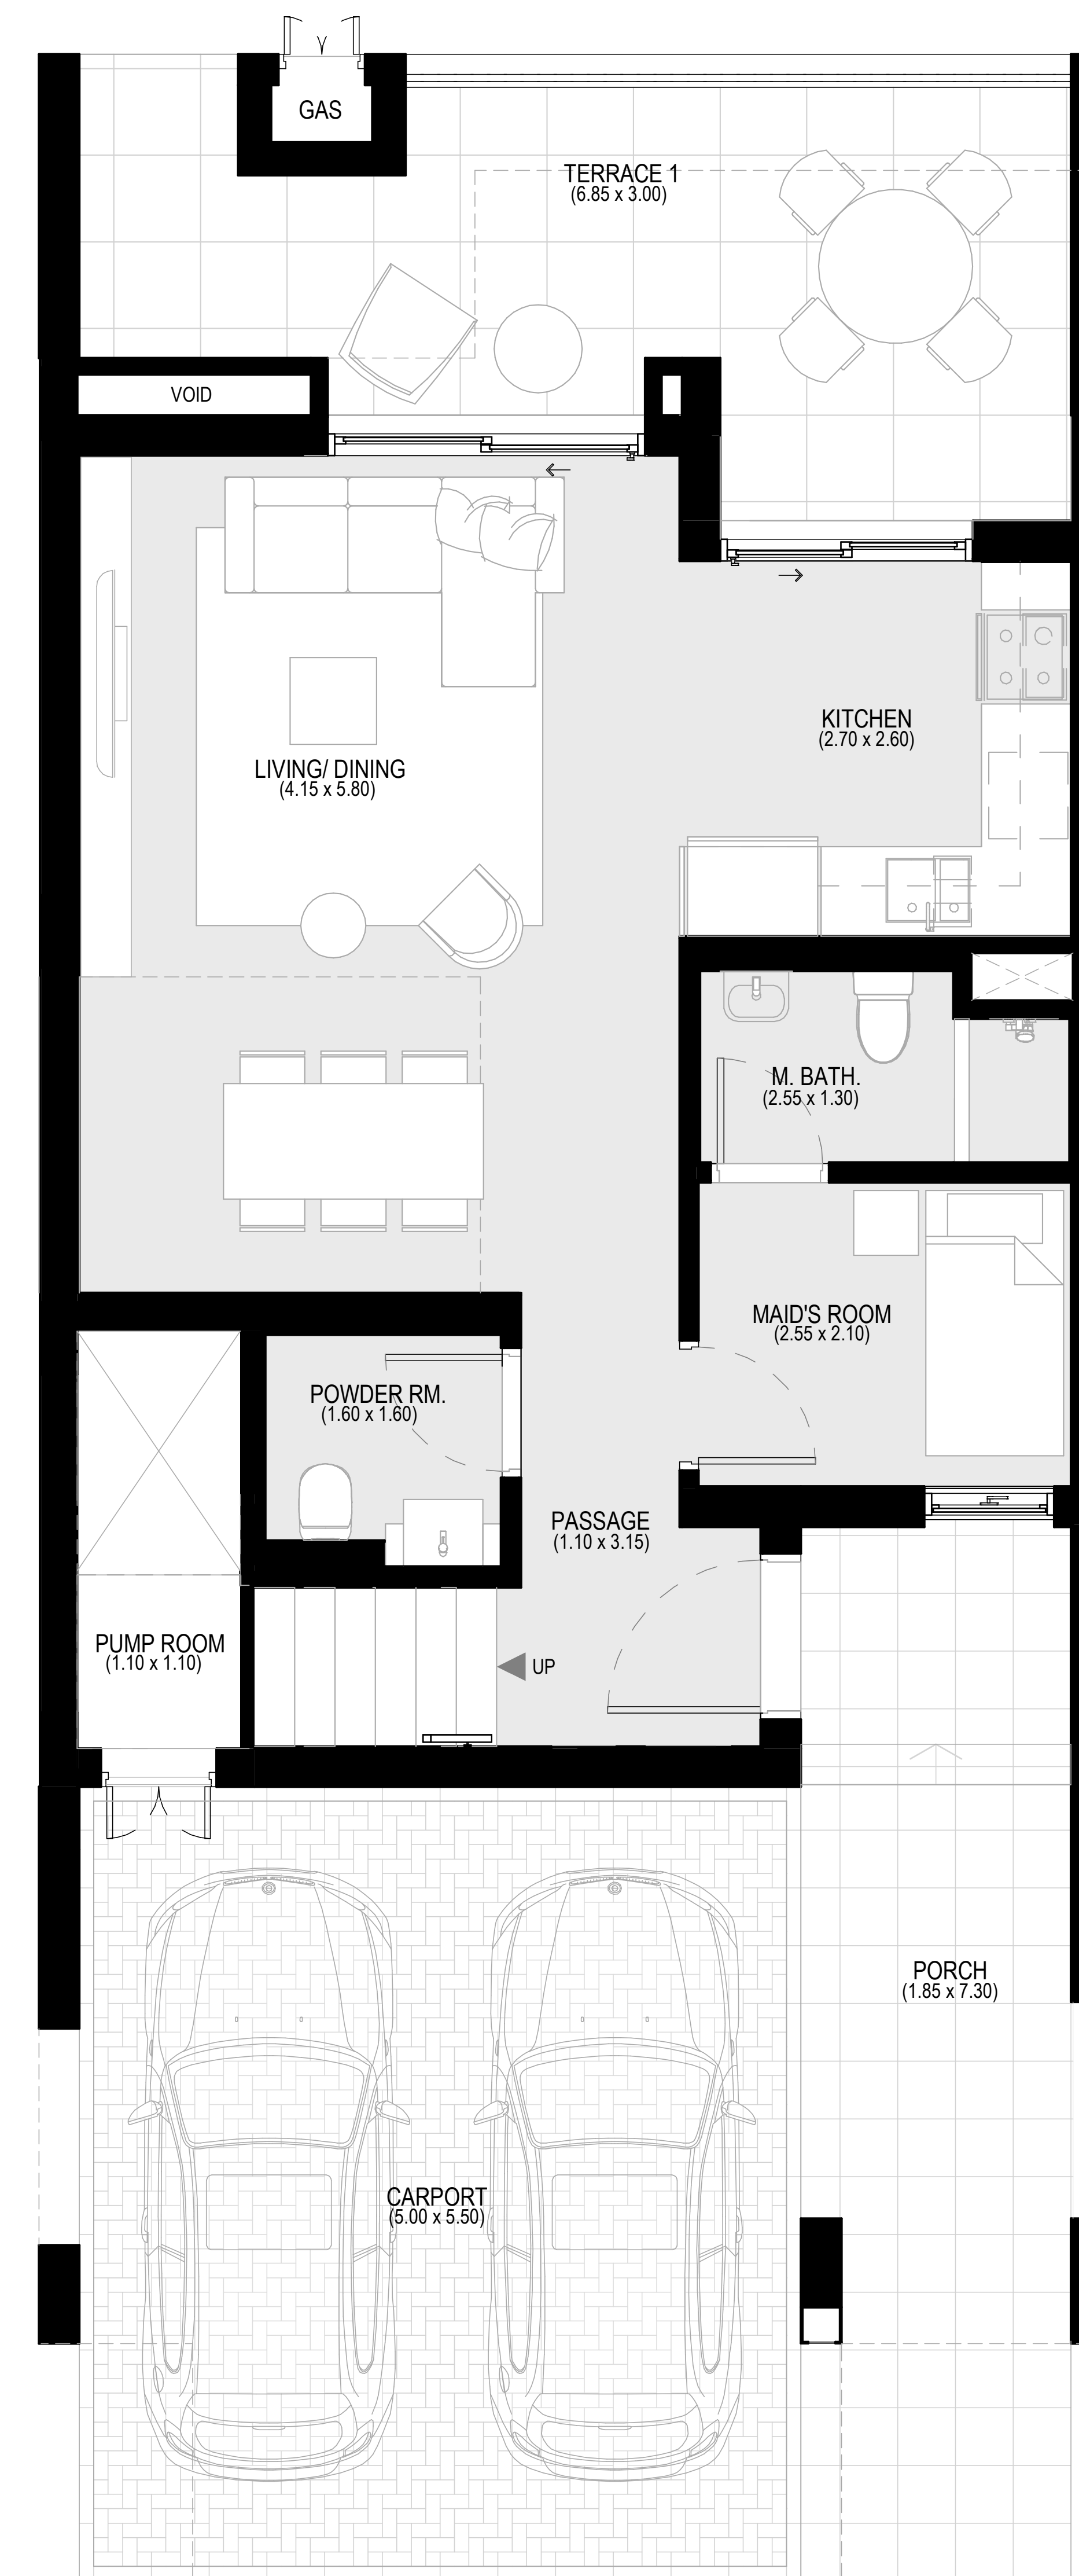 GAS
TERRACE 1
(6.85 x 3.00)
VOID
KITCHEN
(2.70 x 2.60)
LIVING/ DINING
(4.15 x 5.80)
M. BATH.
(2.55 x 1.30)
MAID'S ROOM
(2.55 x 2.10)
POWDER RM.
(1.60 x 1.60)
PASSAGE
(1.10 x 3.15)
PUMP ROOM
(1.10 x 1.10)
UP
PORCH
(1.85 x 7.30)
CARPORT
(5.00 x 5.50)